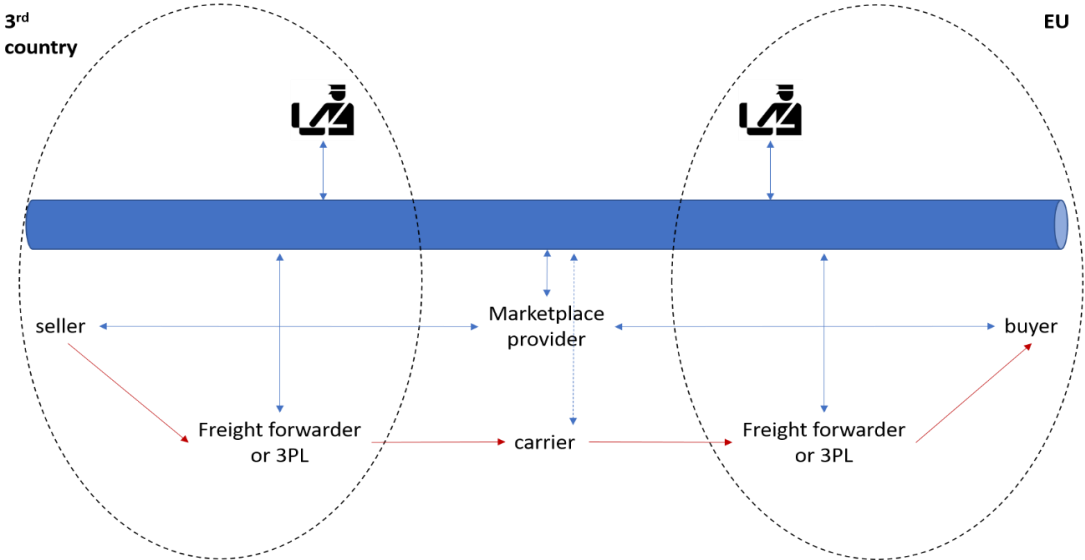 3rd
country
EU
seller
Marketplace
provider
buyer
Freight forwarder
or 3PL
carrier
Freight forwarder
or 3PL